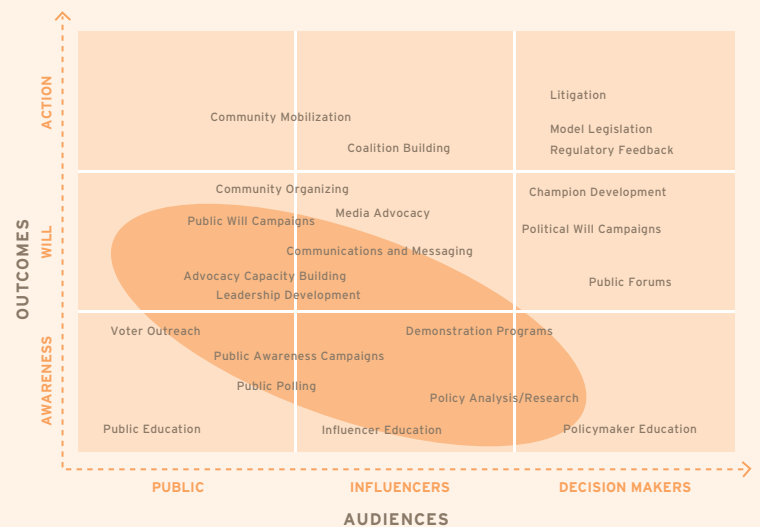 OUTCOMES
ACTION
WILL
AWARENESS
Litigation
Community Mobilization
Model Legislation
Coalition Building
Regulatory Feedback
Community Organizing
Champion Development
Media Advocacy
Public Will Campaigns
Political Will Campaigns
Communications and Messaging
Advocacy Capacity Building
Public Forums
Leadership Development
Voter Outreach
Demonstration Programs
Public Awareness Campaigns
Public Polling
Policy Analysis/Research
Public Education
Influencer Education
Policymaker Education
PUBLIC
INFLUENCERS
DECISION MAKERS
AUDIENCES